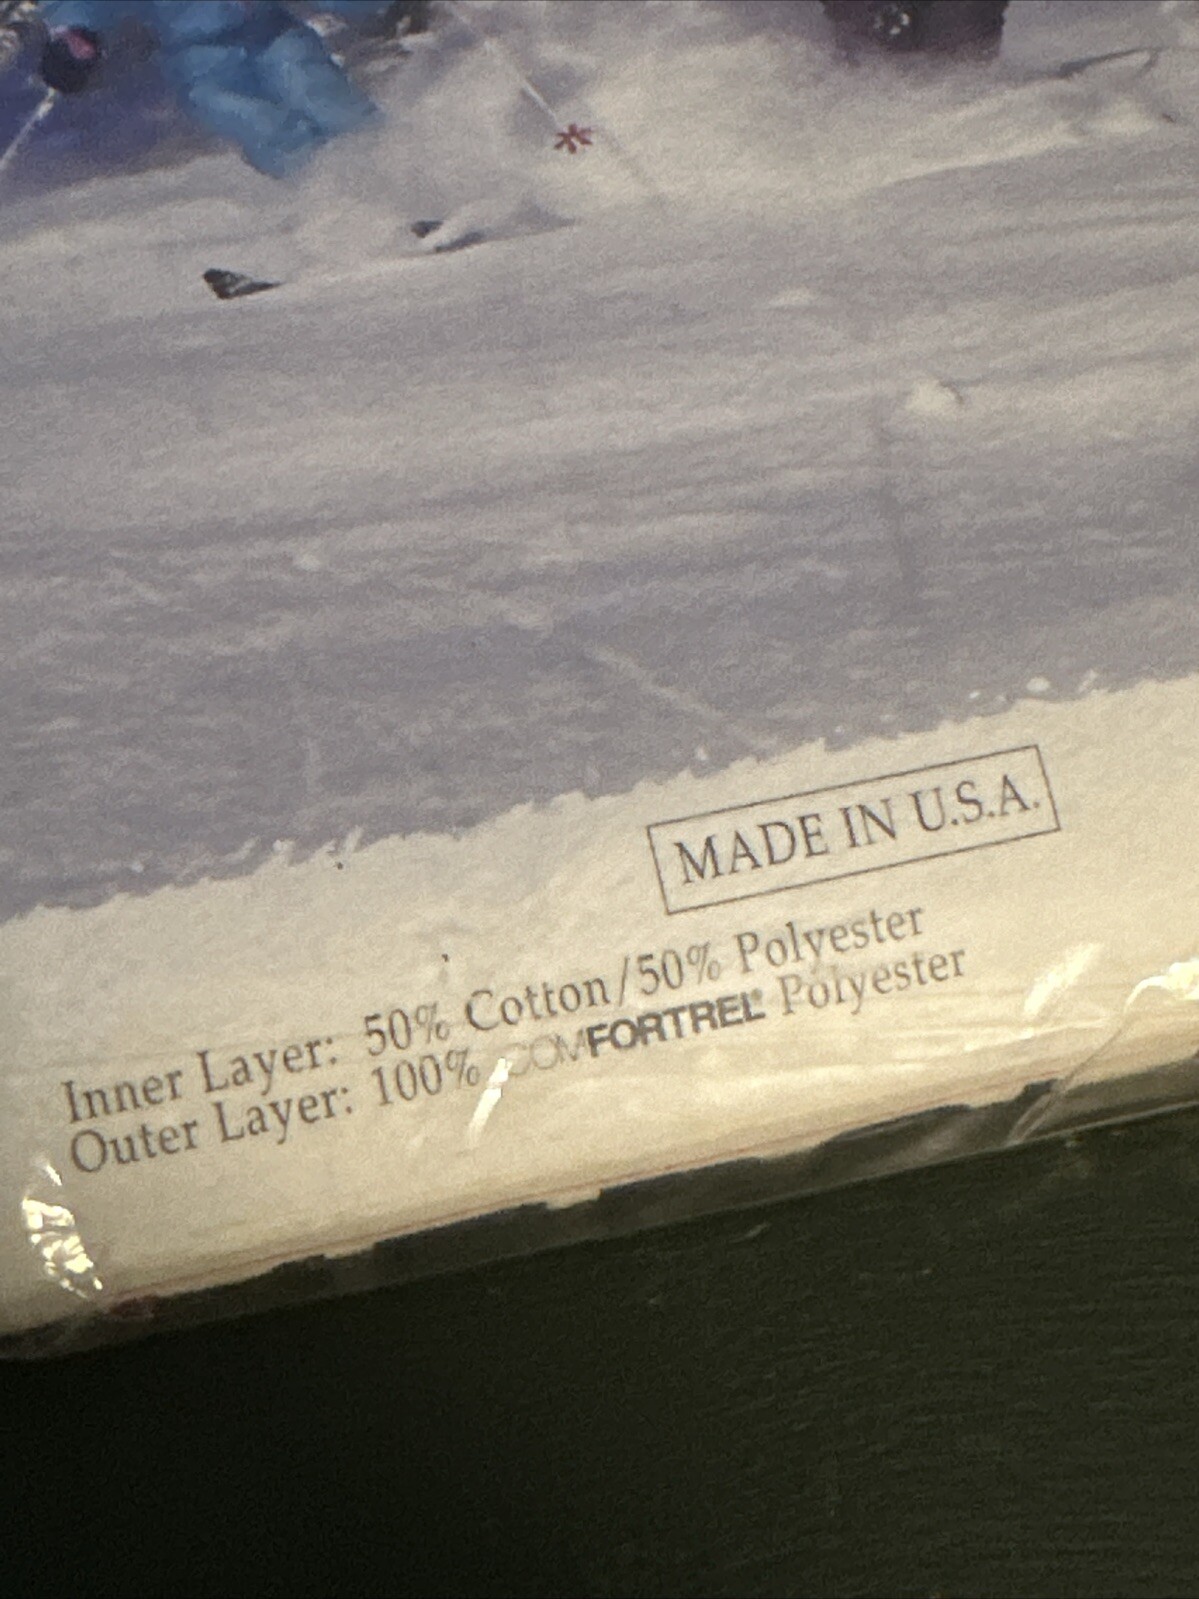 MADE IN U.S.A.
Inner Layer: 50% Cotton/50% Polyester
Outer Layer: 100% COMFORTREL® Polyester